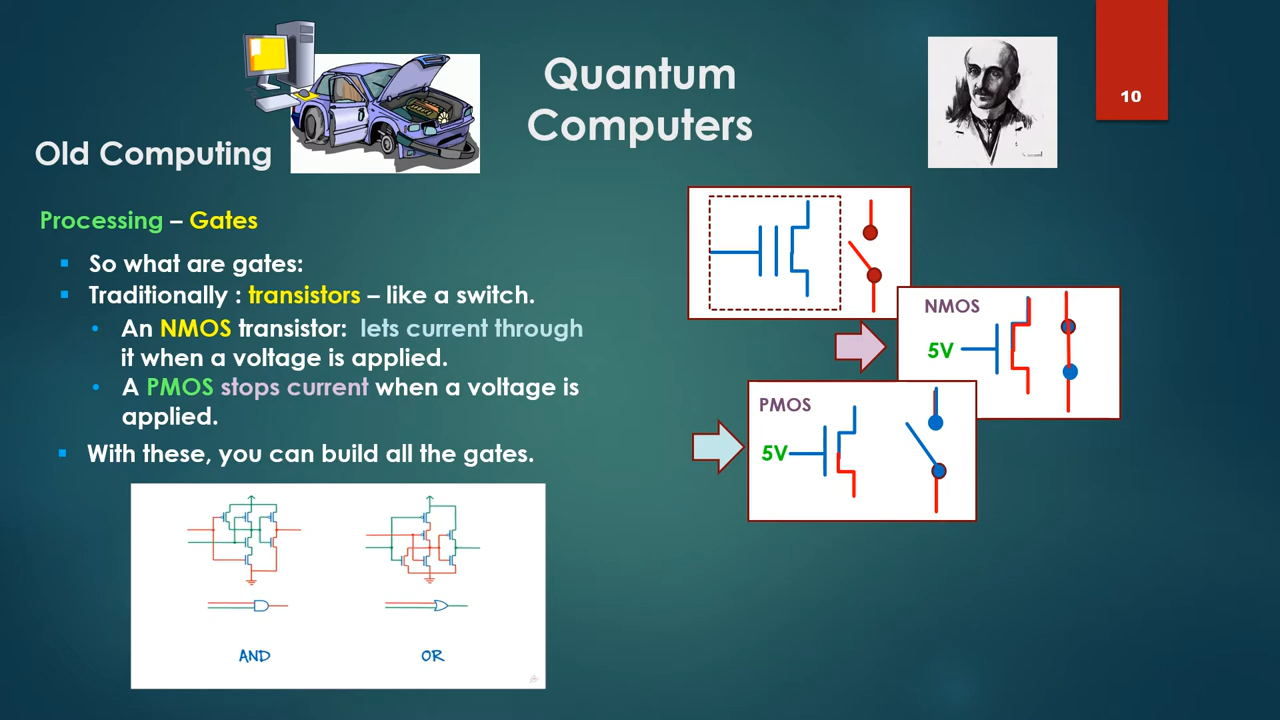 Quantum
Computers
10
Old Computing
Processing – Gates
So what are gates:
Traditionally : transistors – like a switch.
An NMOS transistor: lets current through
it when a voltage is applied.
A PMOS stops current when a voltage is
applied.
With these, you can build all the gates.
NMOS
5V
PMOS
5V
AND
OR